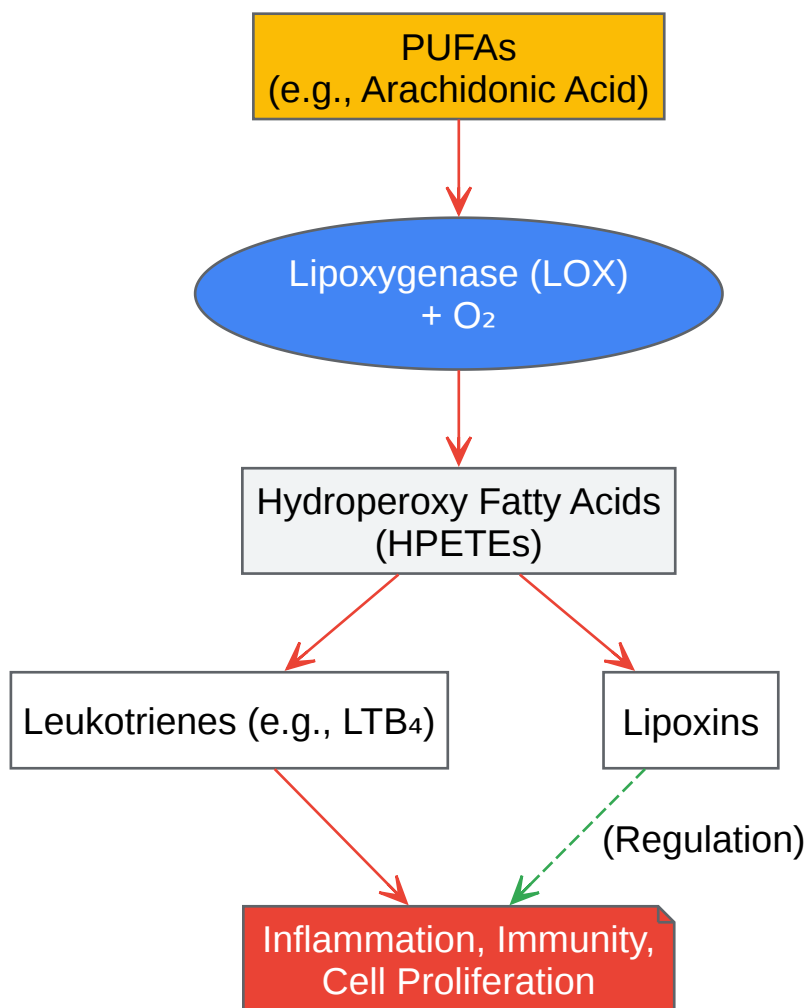 PUFAs
(e.g., Arachidonic Acid)
Lipoxygenase (LOX)
+ O₂
Hydroperoxy Fatty Acids
(HPETEs)
Leukotrienes (e.g., LTB₄)
Lipoxins
(Regulation)
Inflammation, Immunity,
Cell Proliferation